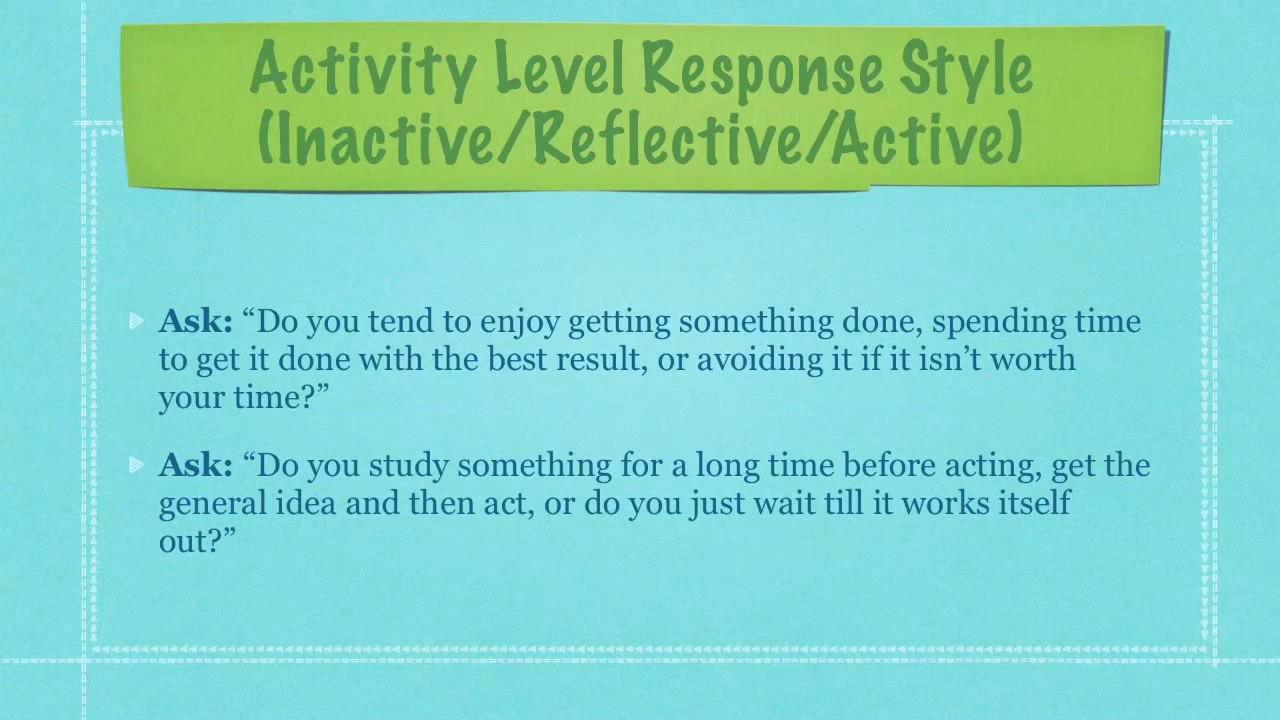 Activity Level Response Style
(Inactive/Reflective/Active)
Ask: “Do you tend to enjoy getting something done, spending time
to get it done with the best result, or avoiding it if it isn’t worth
your time?”
Ask: “Do you study something for a long time before acting, get the
general idea and then act, or do you just wait till it works itself
out?”